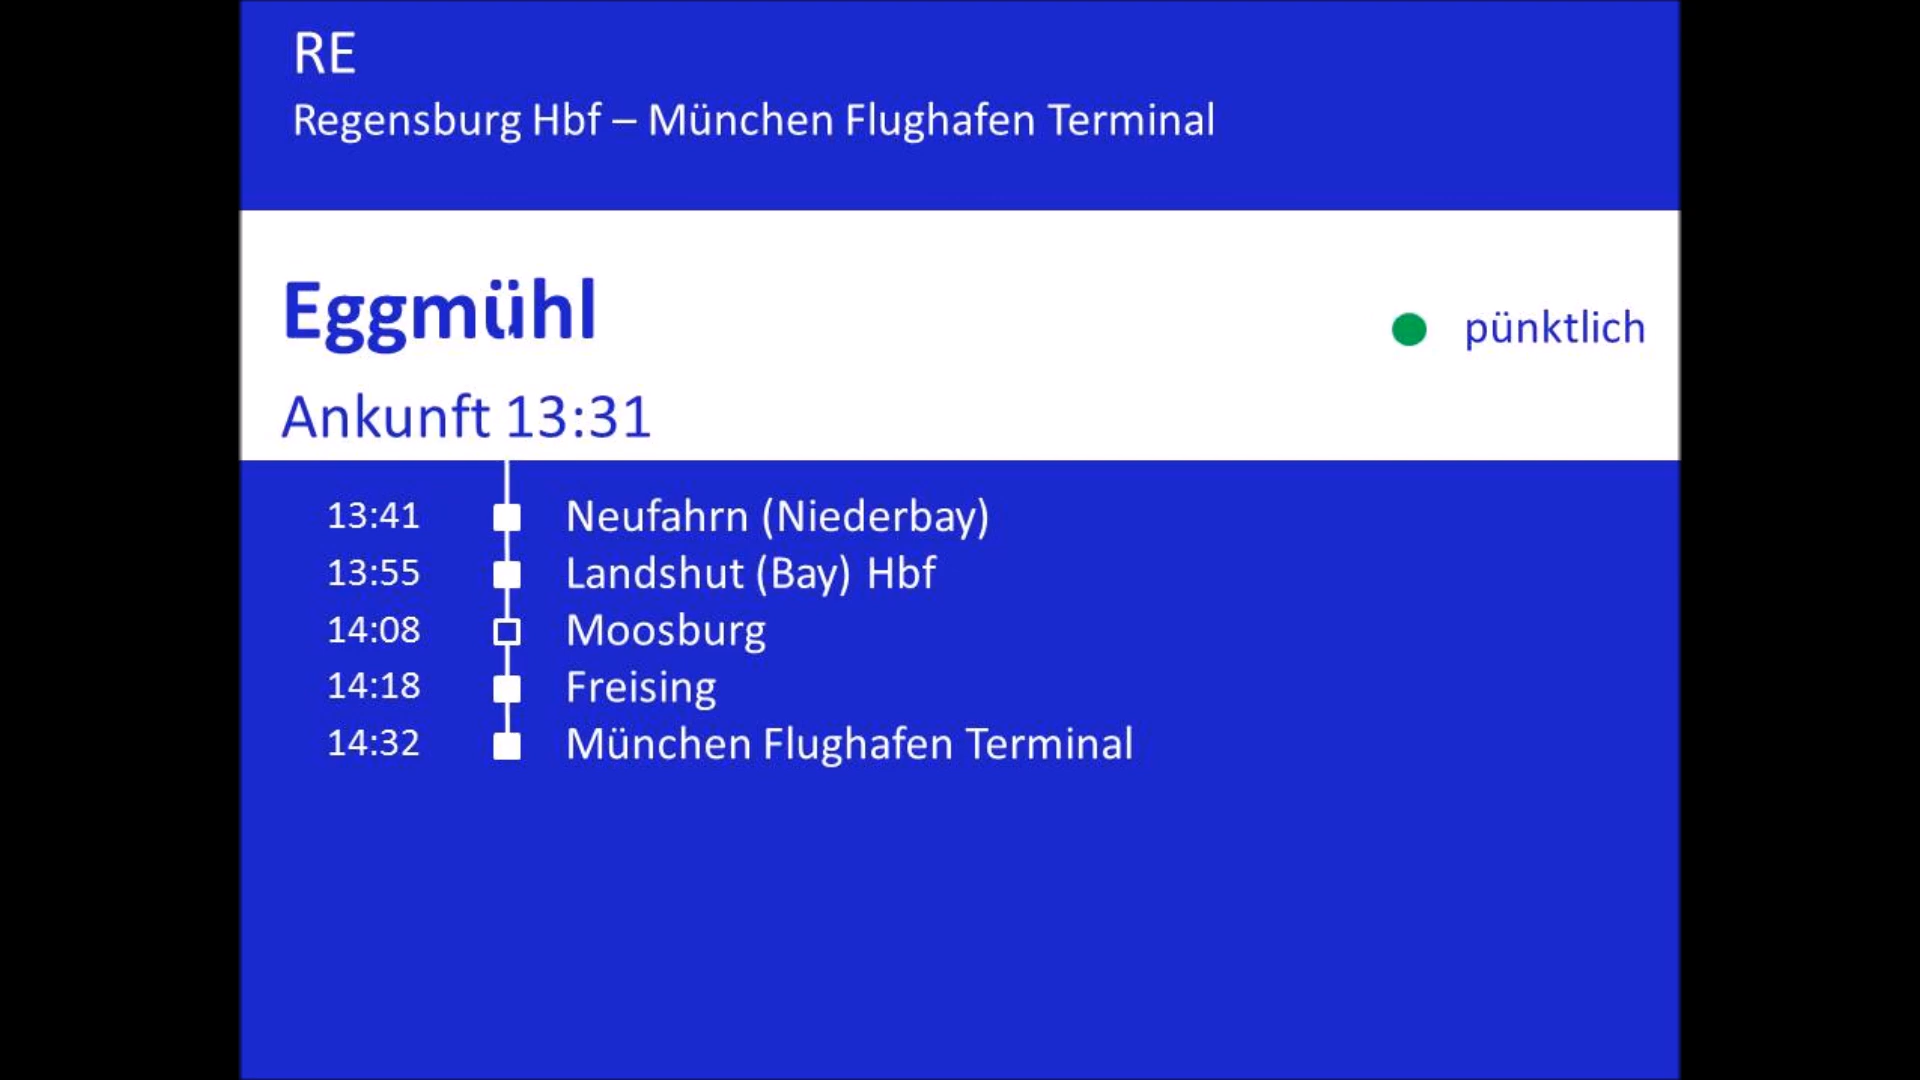 RE
Regensburg Hbf – München Flughafen Terminal
Eggmühl
pünktlich
Ankunft 13:31
13:41 Neufahrn (Niederbay)
13:55 Landshut (Bay) Hbf
14:08 Moosburg
14:18 Freising
14:32 München Flughafen Terminal